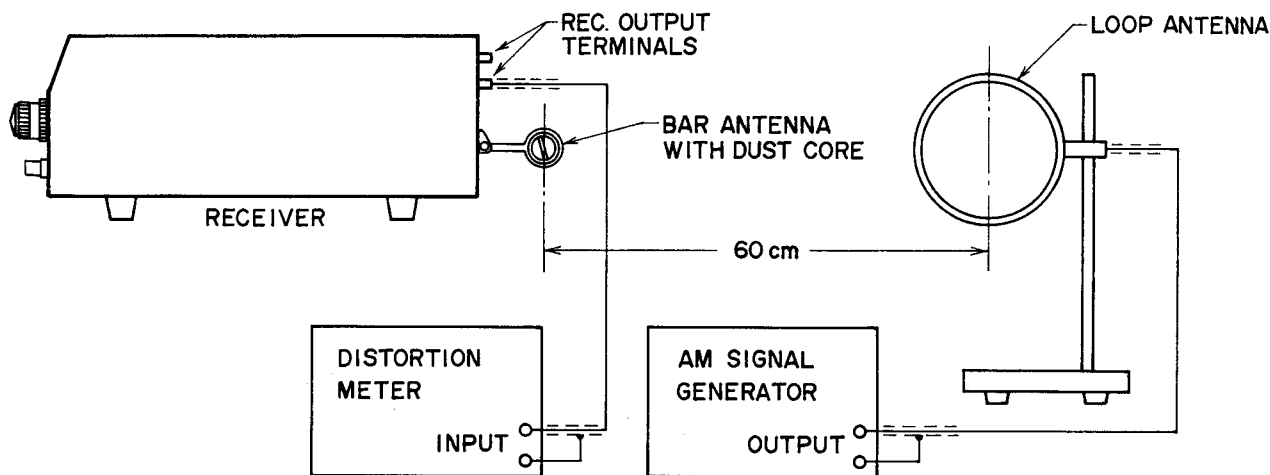 REC. OUTPUT
TERMINALS
LOOP ANTENNA
BAR ANTENNA
WITH DUST CORE
RECEIVER
60 cm
DISTORTION
METER
INPUT
AM SIGNAL
GENERATOR
OUTPUT